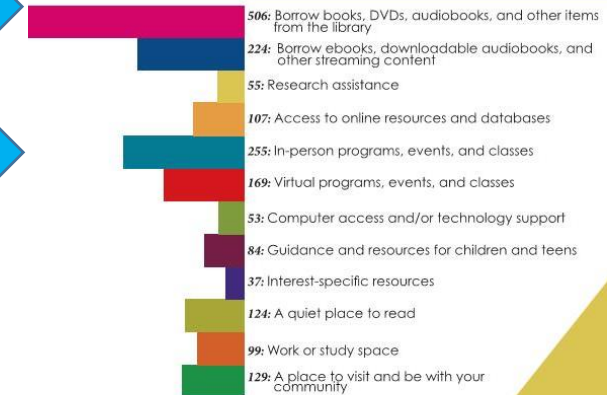 506: Borrow books, DVDs, audiobooks, and other items
from the library
224: Borrow ebooks, downloadable audiobooks, and
other streaming content
55: Research assistance
107: Access to online resources and databases
255: In-person programs, events, and classes
169: Virtual programs, events, and classes
53: Computer access and/or technology support
84: Guidance and resources for children and teens
37: Interest-specific resources
124: A quiet place to read
99: Work or study space
129: A place to visit and be with your
community